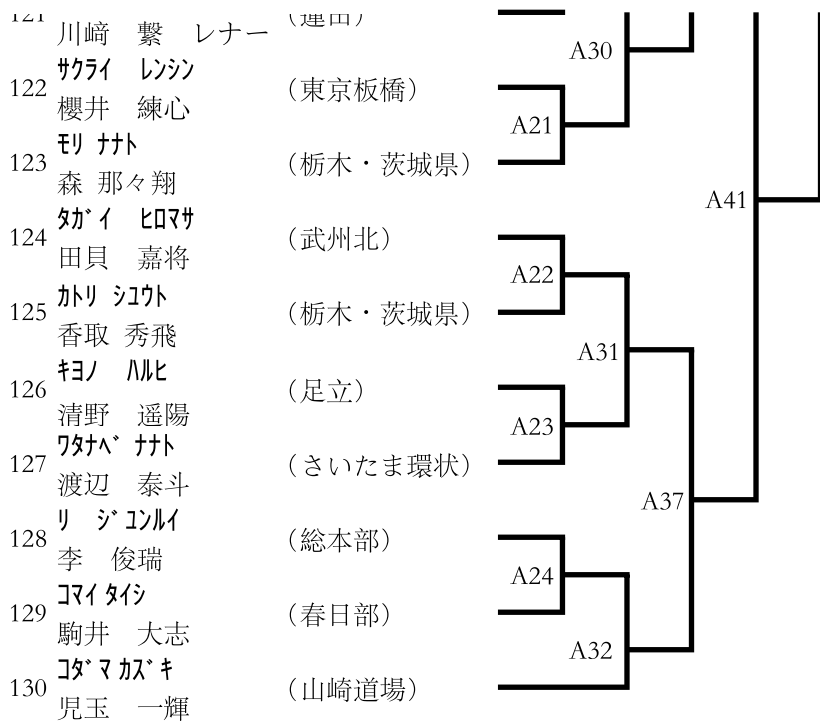 121
川﨑　繋　レナー （蓮田）
A30
ｻｸﾗｲ　ﾚﾝｼﾝ
122 （東京板橋）
櫻井　練心
A21
ﾓﾘ ﾅﾅﾄ
123 （栃木・茨城県）
森 那々翔
A41
ﾀｶﾞｲ　ﾋﾛﾏｻ
124 （武州北）
田貝　嘉将
A22
ｶﾄﾘ ｼﾕｳﾄ
125 （栃木・茨城県）
香取 秀飛
A31
ｷﾖﾉ　ﾊﾙﾋ
126 （足立）
清野　遥陽
A23
ﾜﾀﾅﾍﾞ ﾅﾅﾄ
127 （さいたま環状）
渡辺　泰斗
A37
ﾘ　ｼﾞﾕﾝﾙｲ
128 （総本部）
李　俊瑞
A24
ｺﾏｲ ﾀｲｼ
129 （春日部）
駒井　大志
A32
ｺﾀﾞﾏ ｶｽﾞｷ
130 （山崎道場）
児玉　一輝